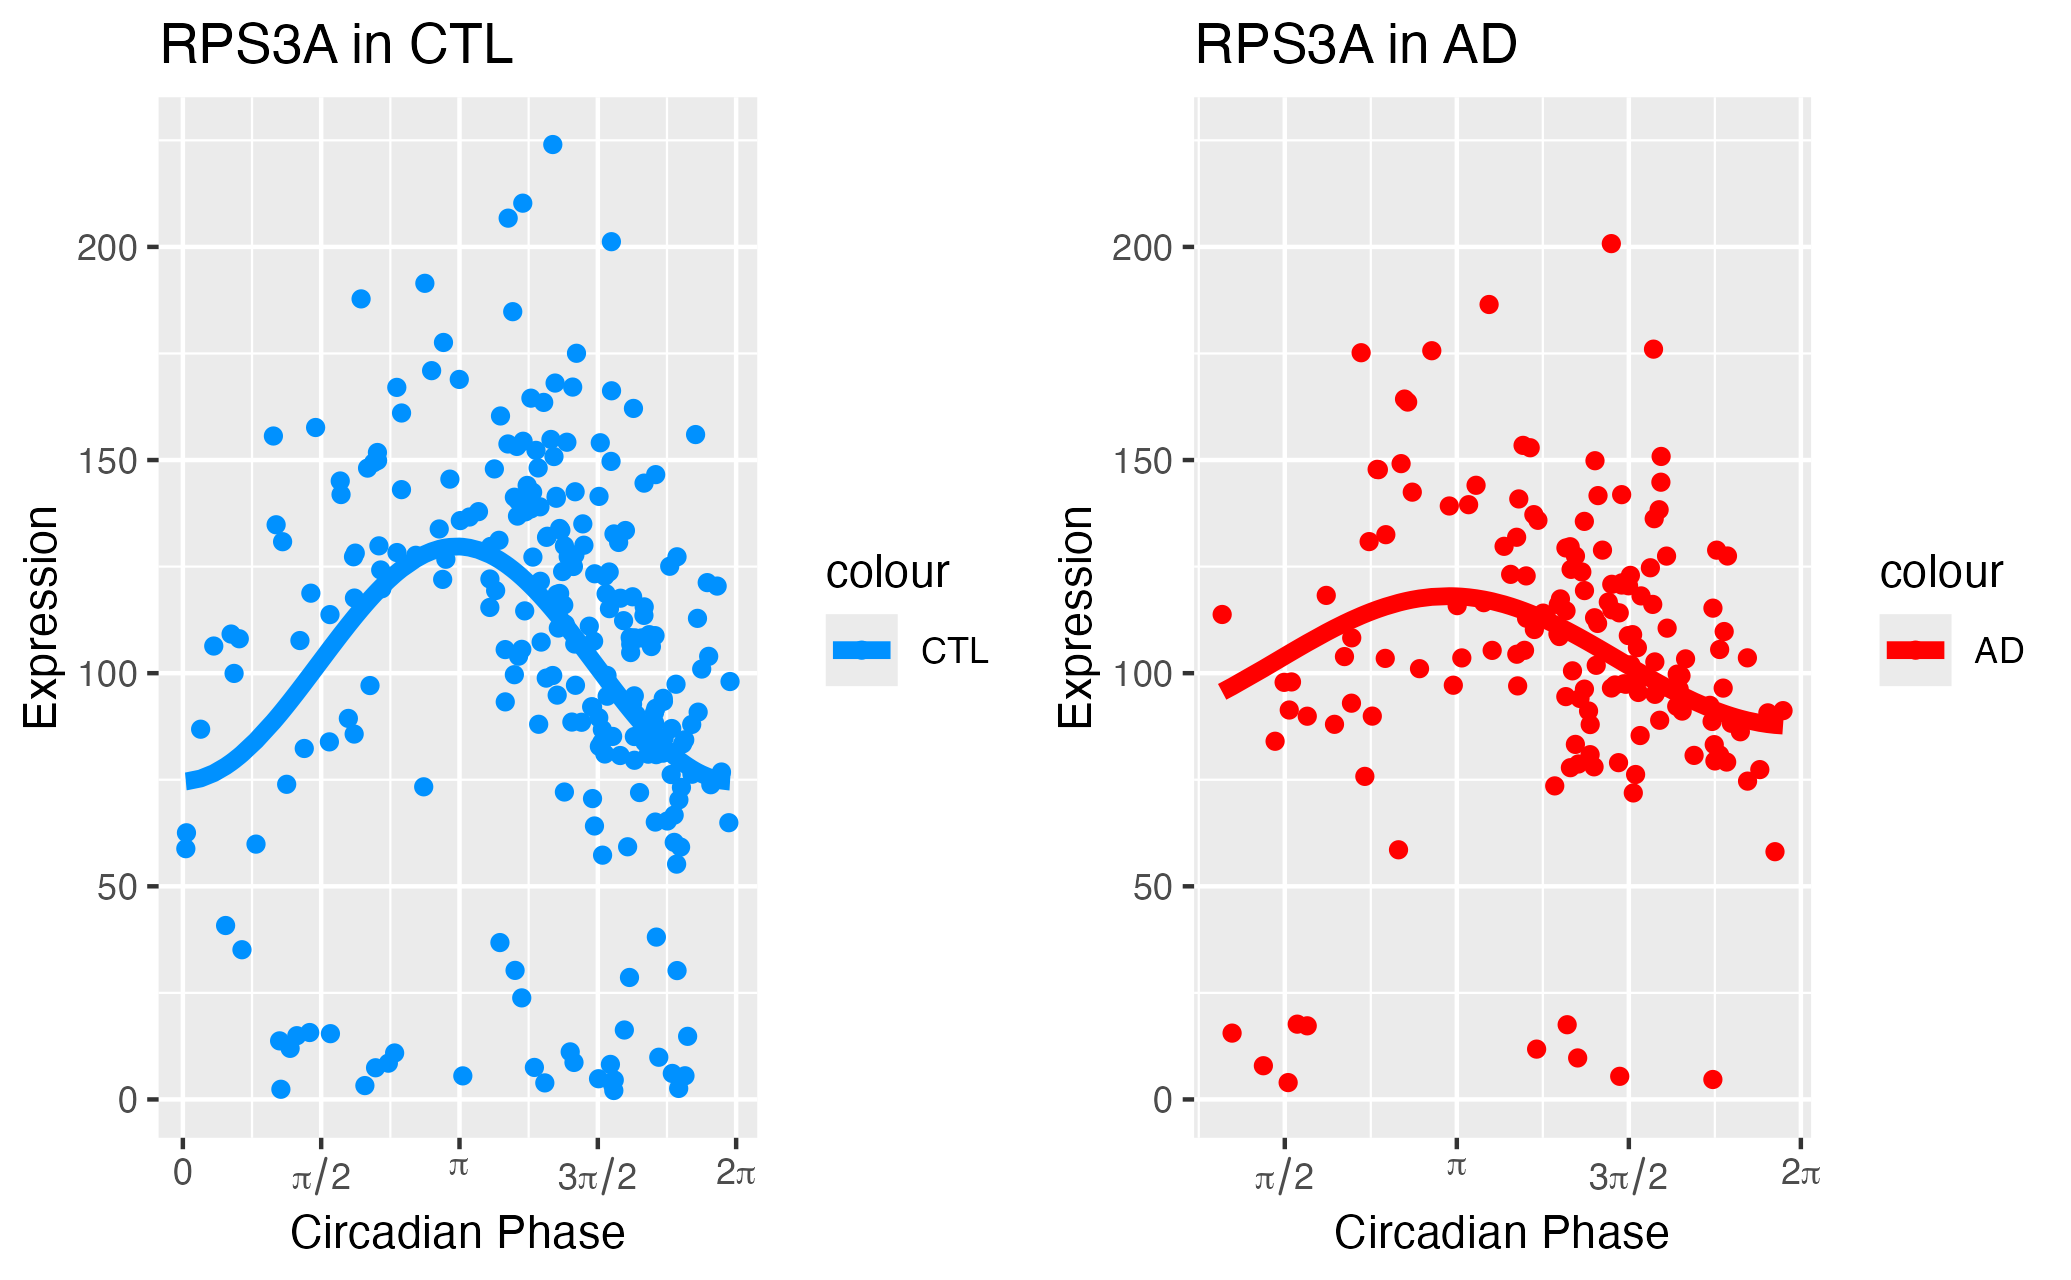 RPS3A in CTL
Expression
200
150
100
50
0
0 π/2 π 3π/2 2π
Circadian Phase
colour
CTL
RPS3A in AD
Expression
200
150
100
50
0
π/2 π 3π/2 2π
Circadian Phase
colour
AD